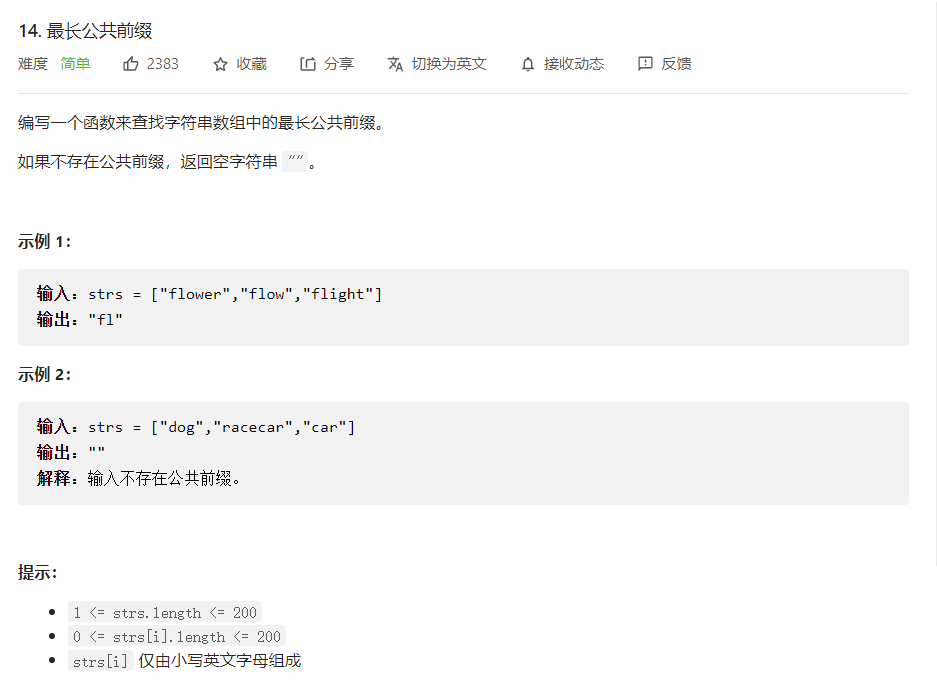 14. 最长公共前缀
难度 简单 2383 收藏 分享 切换为英文 接收动态 反馈
编写一个函数来查找字符串数组中的最长公共前缀。
如果不存在公共前缀，返回空字符串 ""。
示例 1：
输入：strs = ["flower","flow","flight"]
输出："fl"
示例 2：
输入：strs = ["dog","racecar","car"]
输出：""
解释：输入不存在公共前缀。
提示：
1 <= strs.length <= 200
0 <= strs[i].length <= 200
strs[i] 仅由小写英文字母组成